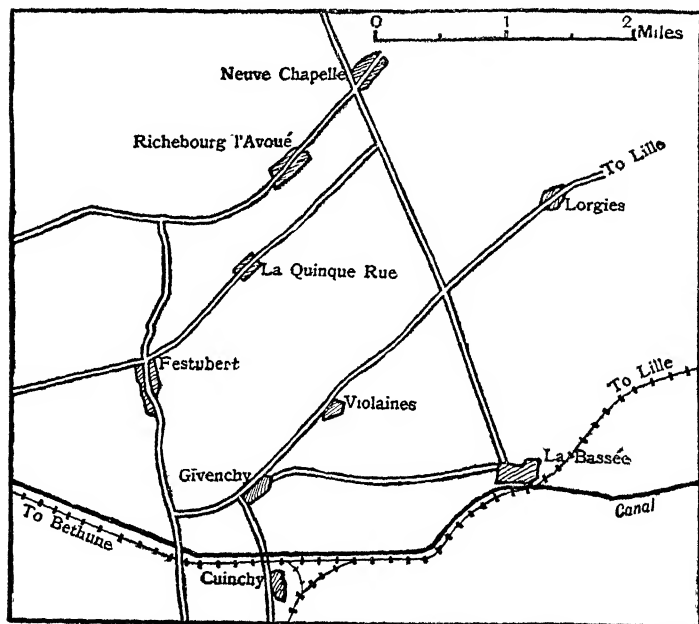 0 1 2 Miles
Neuve Chapelle
Richebourg l'Avoué
To Lille
Lorgies
La Quinque Rue
Festubert
To Lille
Violaines
La Bassée
Givenchy
Canal
To Bethune
Cuinchy